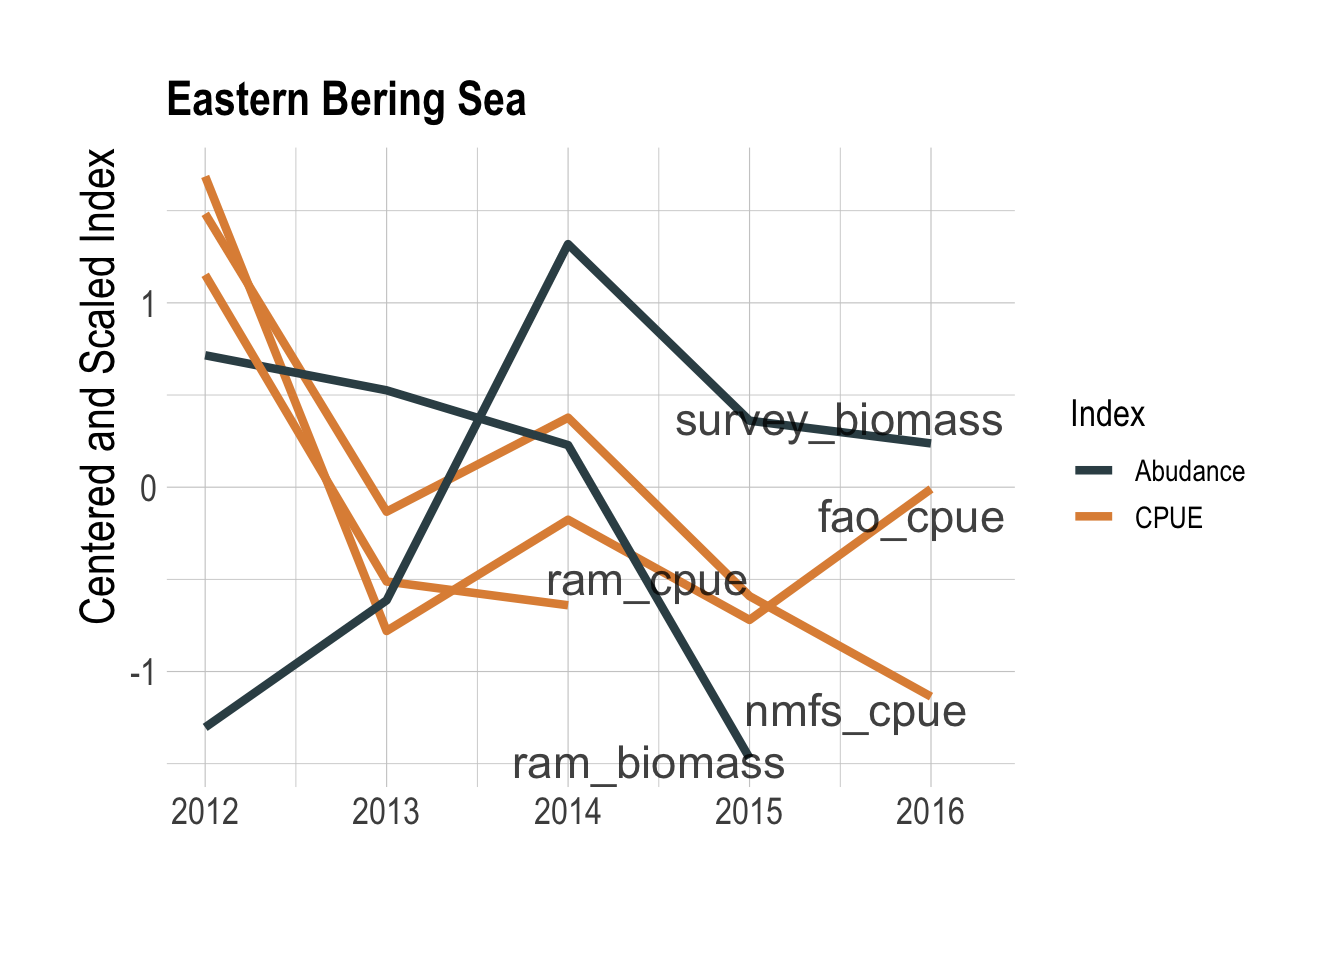 Eastern Bering Sea
Centered and Scaled Index
1
0
-1
survey_biomass
fao_cpue
ram_cpue
nmfs_cpue
ram_biomass
2012 2013 2014 2015 2016
Index
Abudance
CPUE